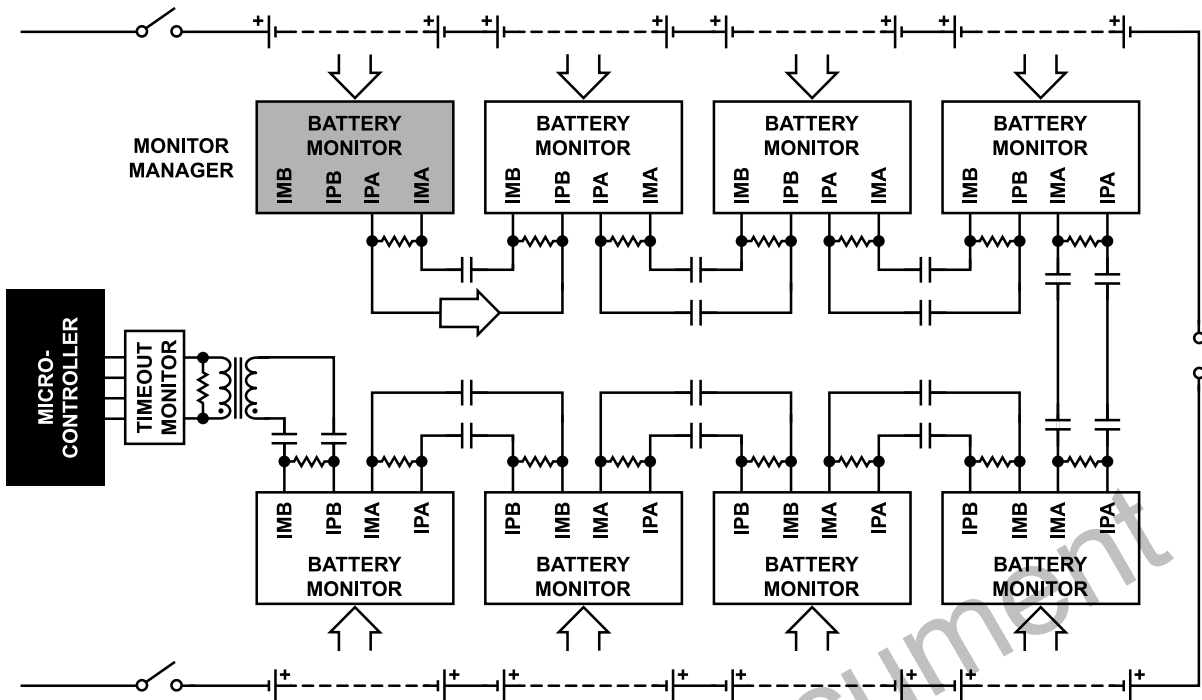 + + + + + + + +
MONITOR
MANAGER
BATTERY
MONITOR
IMB IPB IPA IMA
BATTERY
MONITOR
IMB IPB IPA IMA
BATTERY
MONITOR
IMB IPB IPA IMA
BATTERY
MONITOR
IMB IPB IMA IPA
MICRO-
CONTROLLER
TIMEOUT
MONITOR
IMB IPB IMA IPA
BATTERY
MONITOR
IPB IMB IMA IPA
BATTERY
MONITOR
IPB IMB IMA IPA
BATTERY
MONITOR
IPB IMB IMA IPA
BATTERY
MONITOR
+ + + + + + + +